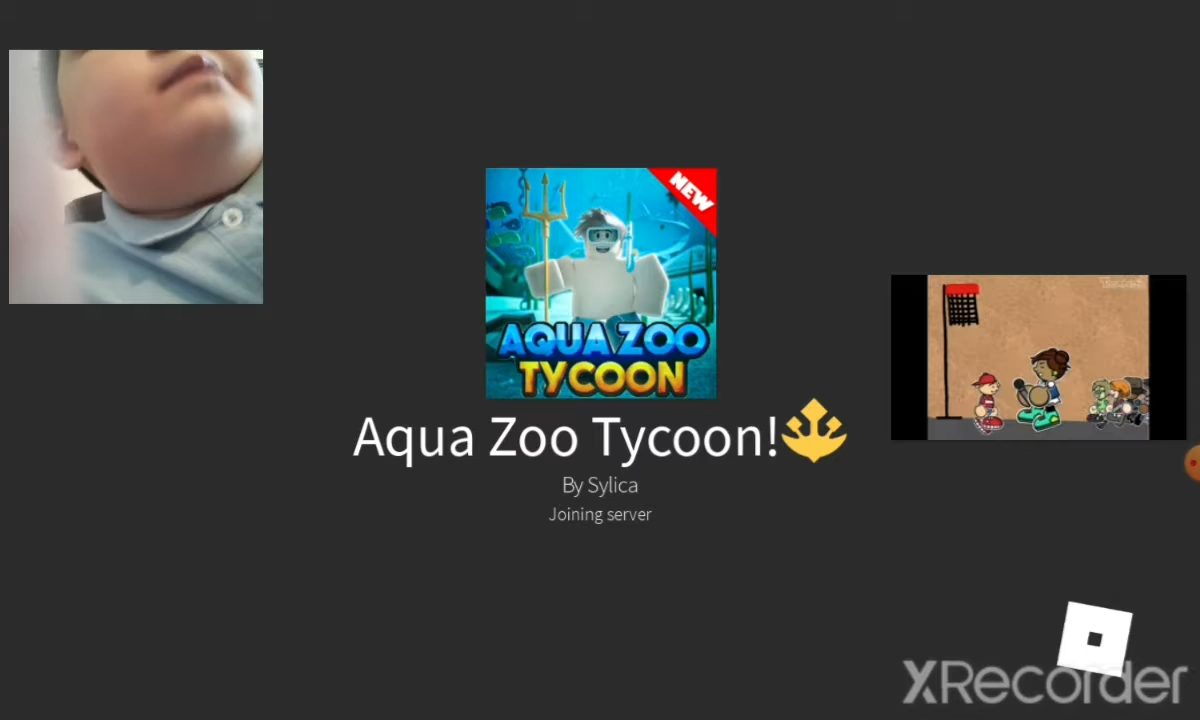 NEW
AQUA ZOO
TYCOON
Aqua Zoo Tycoon!🔱
By Sylica
Joining server
XRecorder